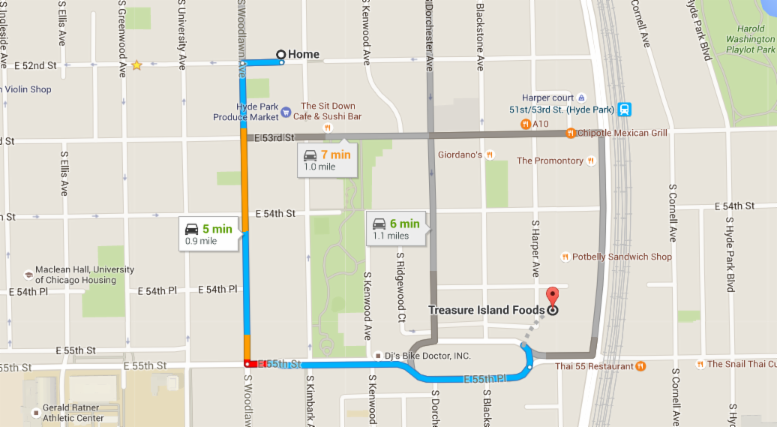 S Ingleside Ave
S Ellis Ave
S Greenwood Ave
S University Ave
S Woodlawn Ave
S Kenwood Ave
S Dorchester Ave
S Blackstone Ave
S Cornell Ave
Hyde Park Blvd
Harold
Washington
Playlot Park
Home
E 52nd St
n Violin Shop
Hyde Park
Produce Market
The Sit Down
Cafe & Sushi Bar
Harper court
51st/53rd St. (Hyde Park)
A10
Chipotle Mexican Grill
E 53rd St
7 min
1.0 mile
Giordano's
The Promontory
S Ellis Ave
S Cornell Ave
S Hyde Park Blvd
E 54th St
E 54th St
5 min
0.9 mile
6 min
1.1 miles
S Harper Ave
Potbelly Sandwich Shop
Maclean Hall, University
of Chicago Housing
S Kenwood Ave
S Ridgewood Ct
E 54th Pl
E 54th Pl
Treasure Island Foods
E 55th St
E 55th St
E 55th St
Dj's Bike Doctor, INC.
E 55th Pl
Thai 55 Restaurant
The Snail Thai Cu
Gerald Ratner
Athletic Center
S Woodlawn
S Kimbark
S Kenwood
S Dorche
S Blacks
S Cornell